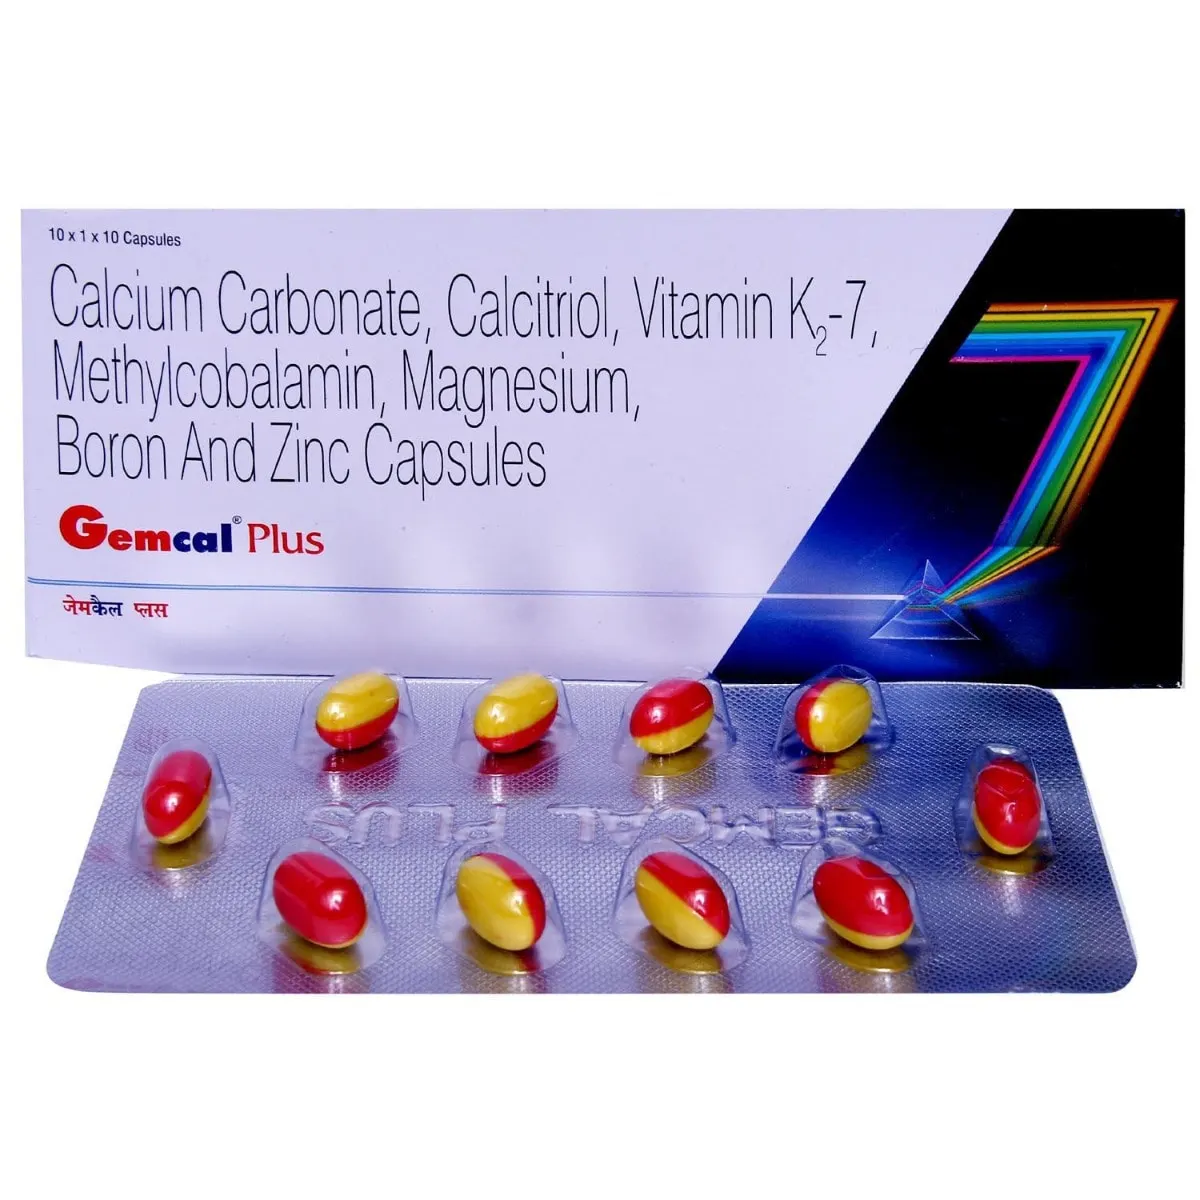 10 x 1 x 10 Capsules
Calcium Carbonate, Calcitriol, Vitamin K₂-7,
Methylcobalamin, Magnesium,
Boron And Zinc Capsules
Gemcal® Plus
जेमकैल प्लस
GEMCAL PLUS